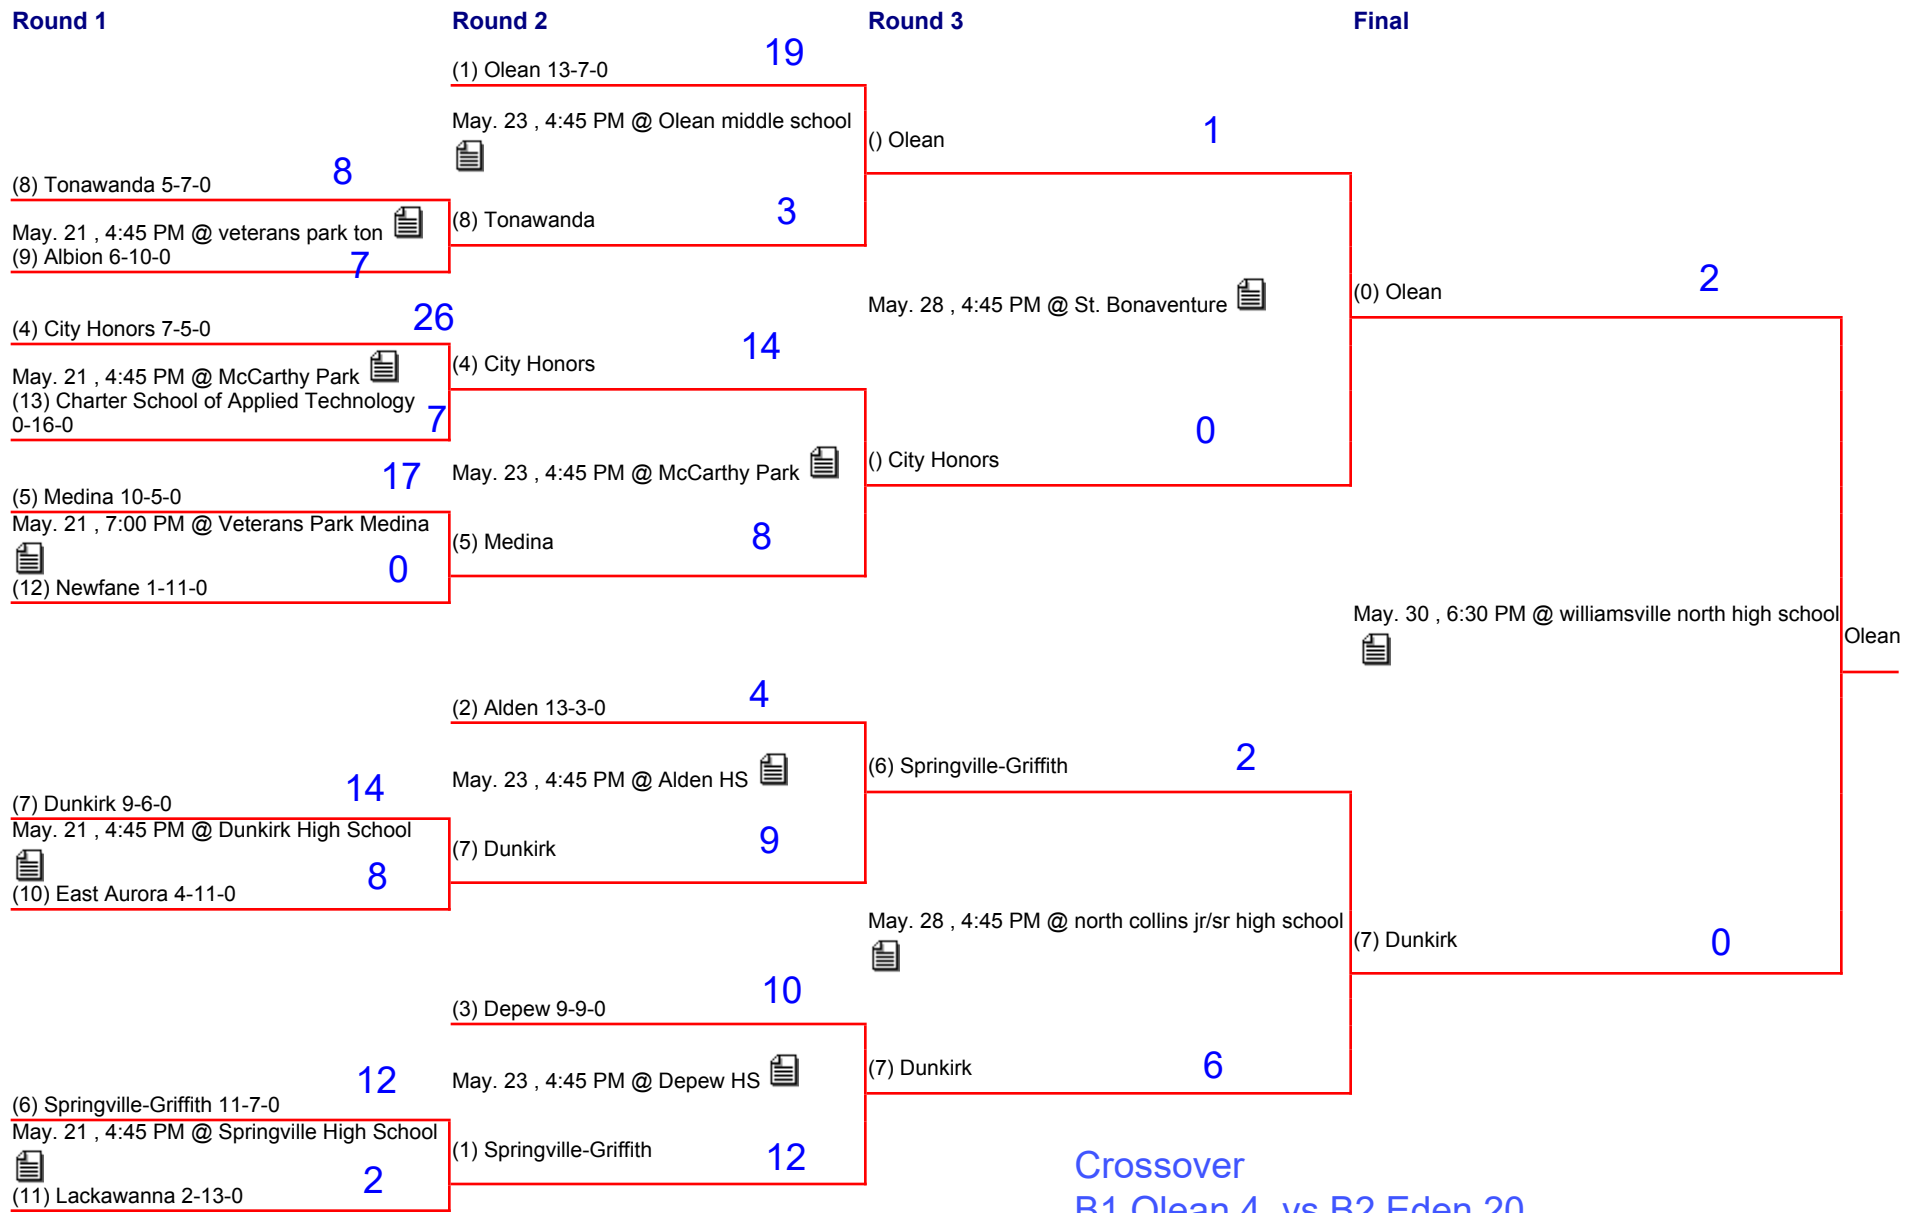 Round 1
Round 2
Round 3
Final
19
(1) Olean 13-7-0
May. 23 , 4:45 PM @ Olean middle school
() Olean
1
8
(8) Tonawanda 5-7-0
May. 21 , 4:45 PM @ veterans park ton
(9) Albion 6-10-0
7
(8) Tonawanda
3
26
(4) City Honors 7-5-0
May. 21 , 4:45 PM @ McCarthy Park
(13) Charter School of Applied Technology
0-16-0
7
(4) City Honors
14
May. 28 , 4:45 PM @ St. Bonaventure
(0) Olean
2
17
(5) Medina 10-5-0
May. 21 , 7:00 PM @ Veterans Park Medina
0
(12) Newfane 1-11-0
May. 23 , 4:45 PM @ McCarthy Park
0
() City Honors
(5) Medina
8
May. 30 , 6:30 PM @ williamsville north high school
Olean
4
(2) Alden 13-3-0
May. 23 , 4:45 PM @ Alden HS
(6) Springville-Griffith
2
14
(7) Dunkirk 9-6-0
May. 21 , 4:45 PM @ Dunkirk High School
8
(10) East Aurora 4-11-0
(7) Dunkirk
9
May. 28 , 4:45 PM @ north collins jr/sr high school
(7) Dunkirk
0
10
(3) Depew 9-9-0
May. 23 , 4:45 PM @ Depew HS
(7) Dunkirk
6
12
(6) Springville-Griffith 11-7-0
May. 21 , 4:45 PM @ Springville High School
2
(11) Lackawanna 2-13-0
(1) Springville-Griffith
12
Crossover
B1 Olean 4 vs B2 Eden 20